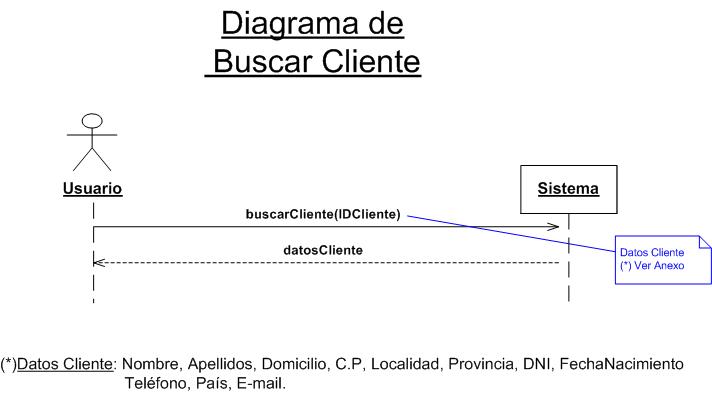 Diagrama de
Buscar Cliente
Usuario
Sistema
buscarCliente(IDCliente)
datosCliente
Datos Cliente
(*) Ver Anexo
(*)Datos Cliente: Nombre, Apellidos, Domicilio, C.P, Localidad, Provincia, DNI, FechaNacimiento
Teléfono, País, E-mail.